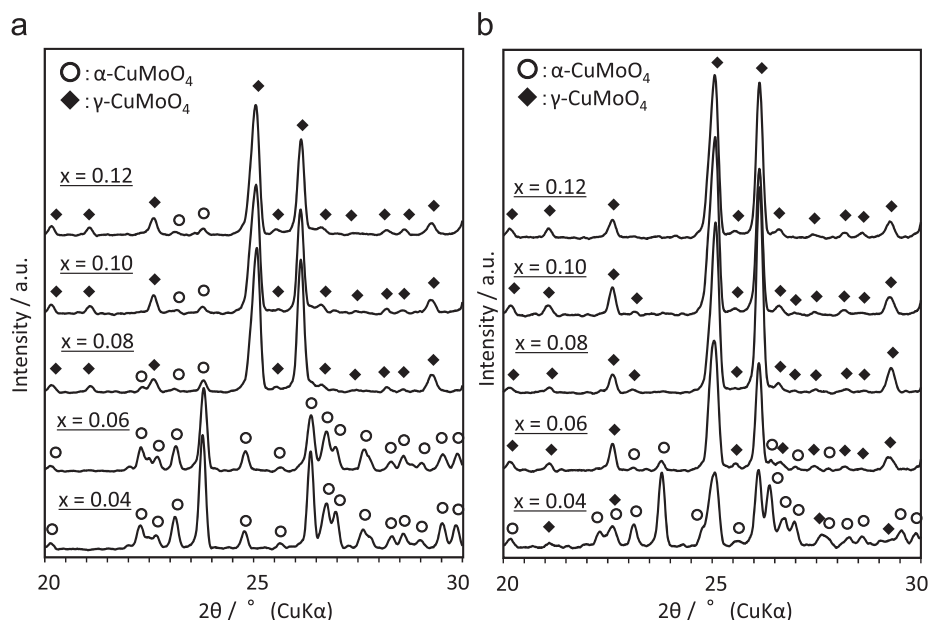 a
○ : α-CuMoO₄
◆ : γ-CuMoO₄
x = 0.12
x = 0.10
x = 0.08
x = 0.06
x = 0.04
Intensity / a.u.
20 25 30
2θ / ° (CuKα)
b
○ : α-CuMoO₄
◆ : γ-CuMoO₄
x = 0.12
x = 0.10
x = 0.08
x = 0.06
x = 0.04
Intensity / a.u.
20 25 30
2θ / ° (CuKα)